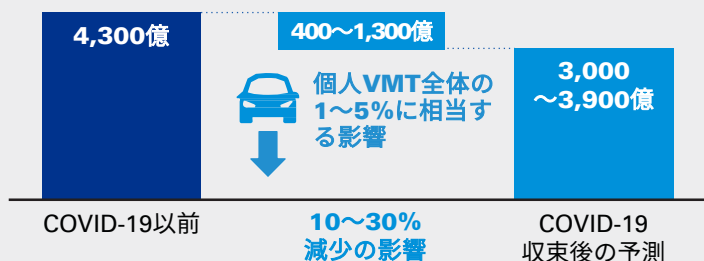 4,300億
400～1,300億
個人VMT全体の
1～5%に相当す
る影響
3,000
～3,900億
COVID-19以前
10～30%
減少の影響
COVID-19
収束後の予測